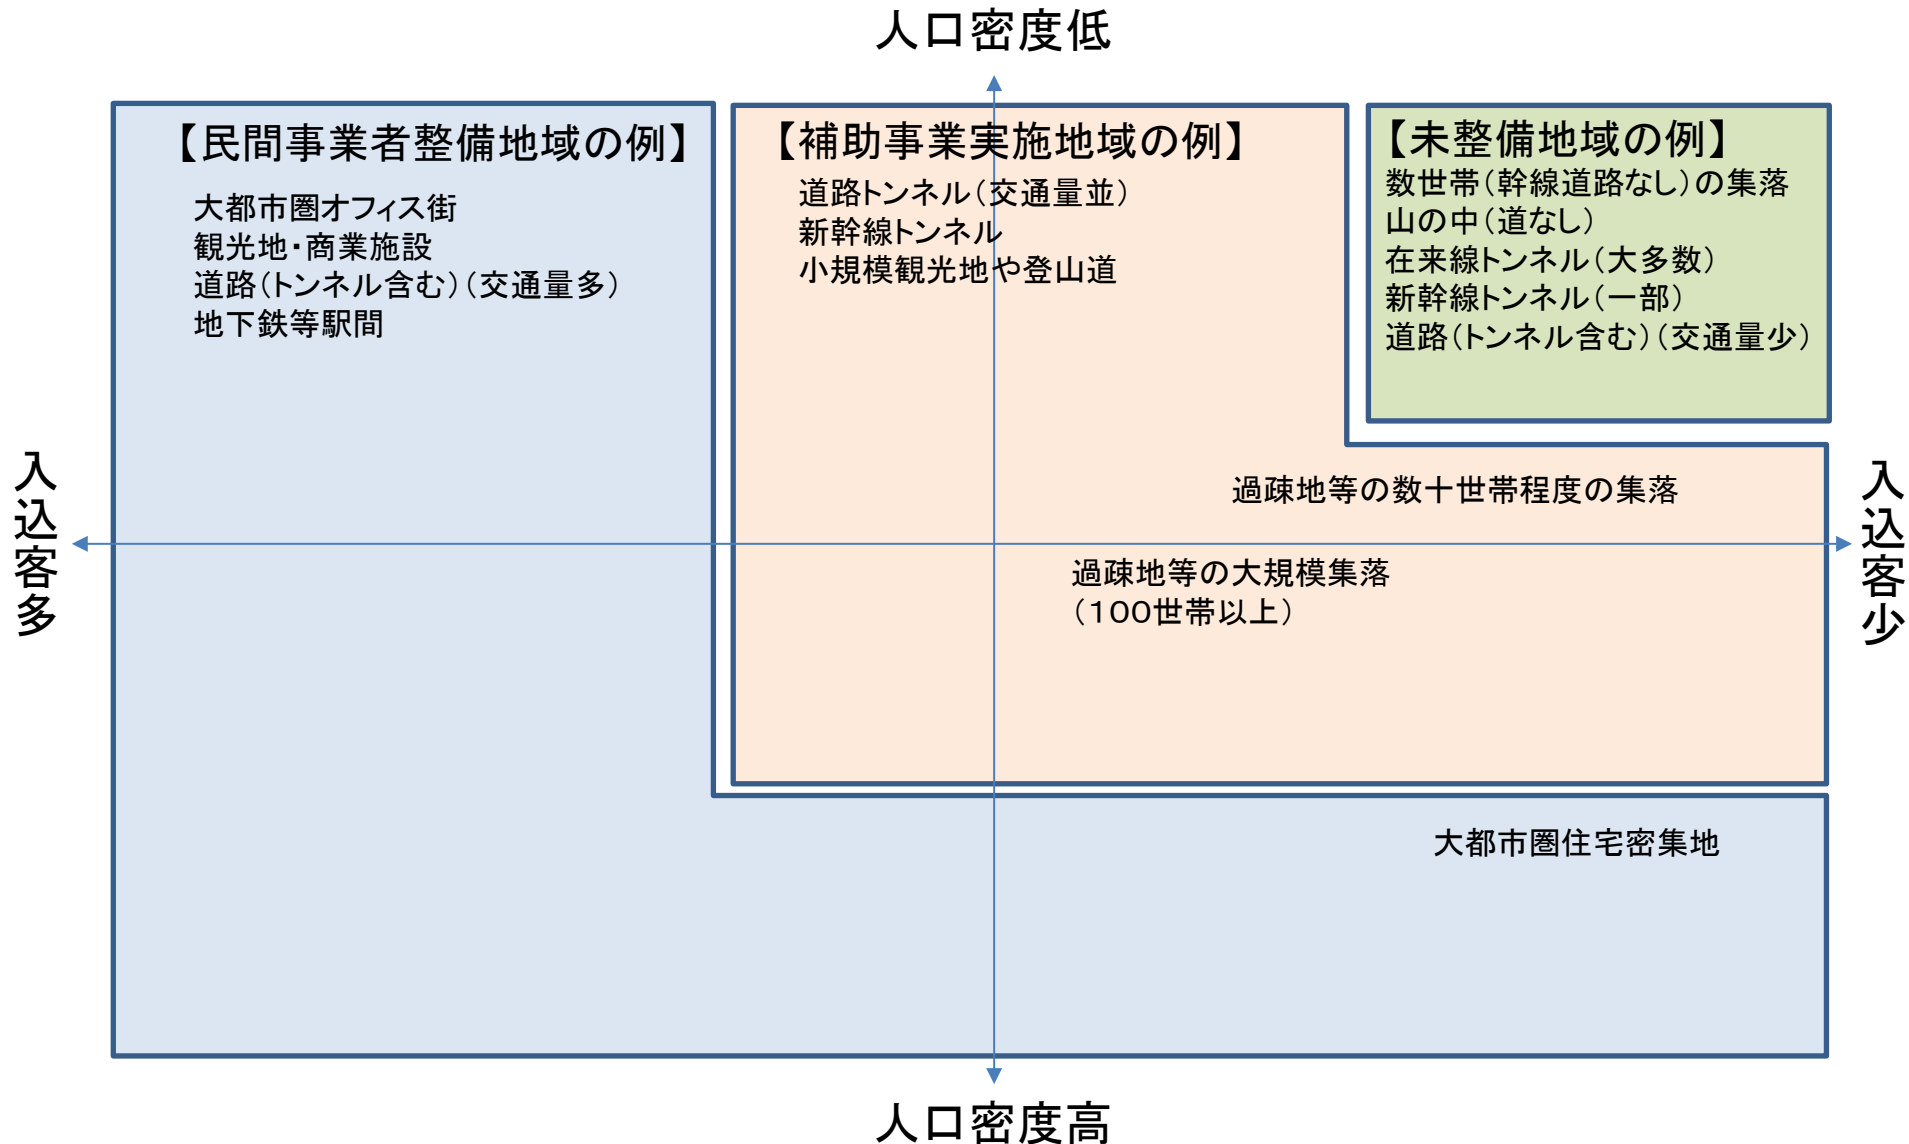 人口密度低
【民間事業者整備地域の例】
大都市圏オフィス街
観光地・商業施設
道路（トンネル含む）（交通量多）
地下鉄等駅間
【補助事業実施地域の例】
道路トンネル（交通量並）
新幹線トンネル
小規模観光地や登山道
【未整備地域の例】
数世帯（幹線道路なし）の集落
山の中（道なし）
在来線トンネル（大多数）
新幹線トンネル（一部）
道路（トンネル含む）（交通量少）
入込客多
過疎地等の数十世帯程度の集落
過疎地等の大規模集落
（１００世帯以上）
入込客少
大都市圏住宅密集地
人口密度高